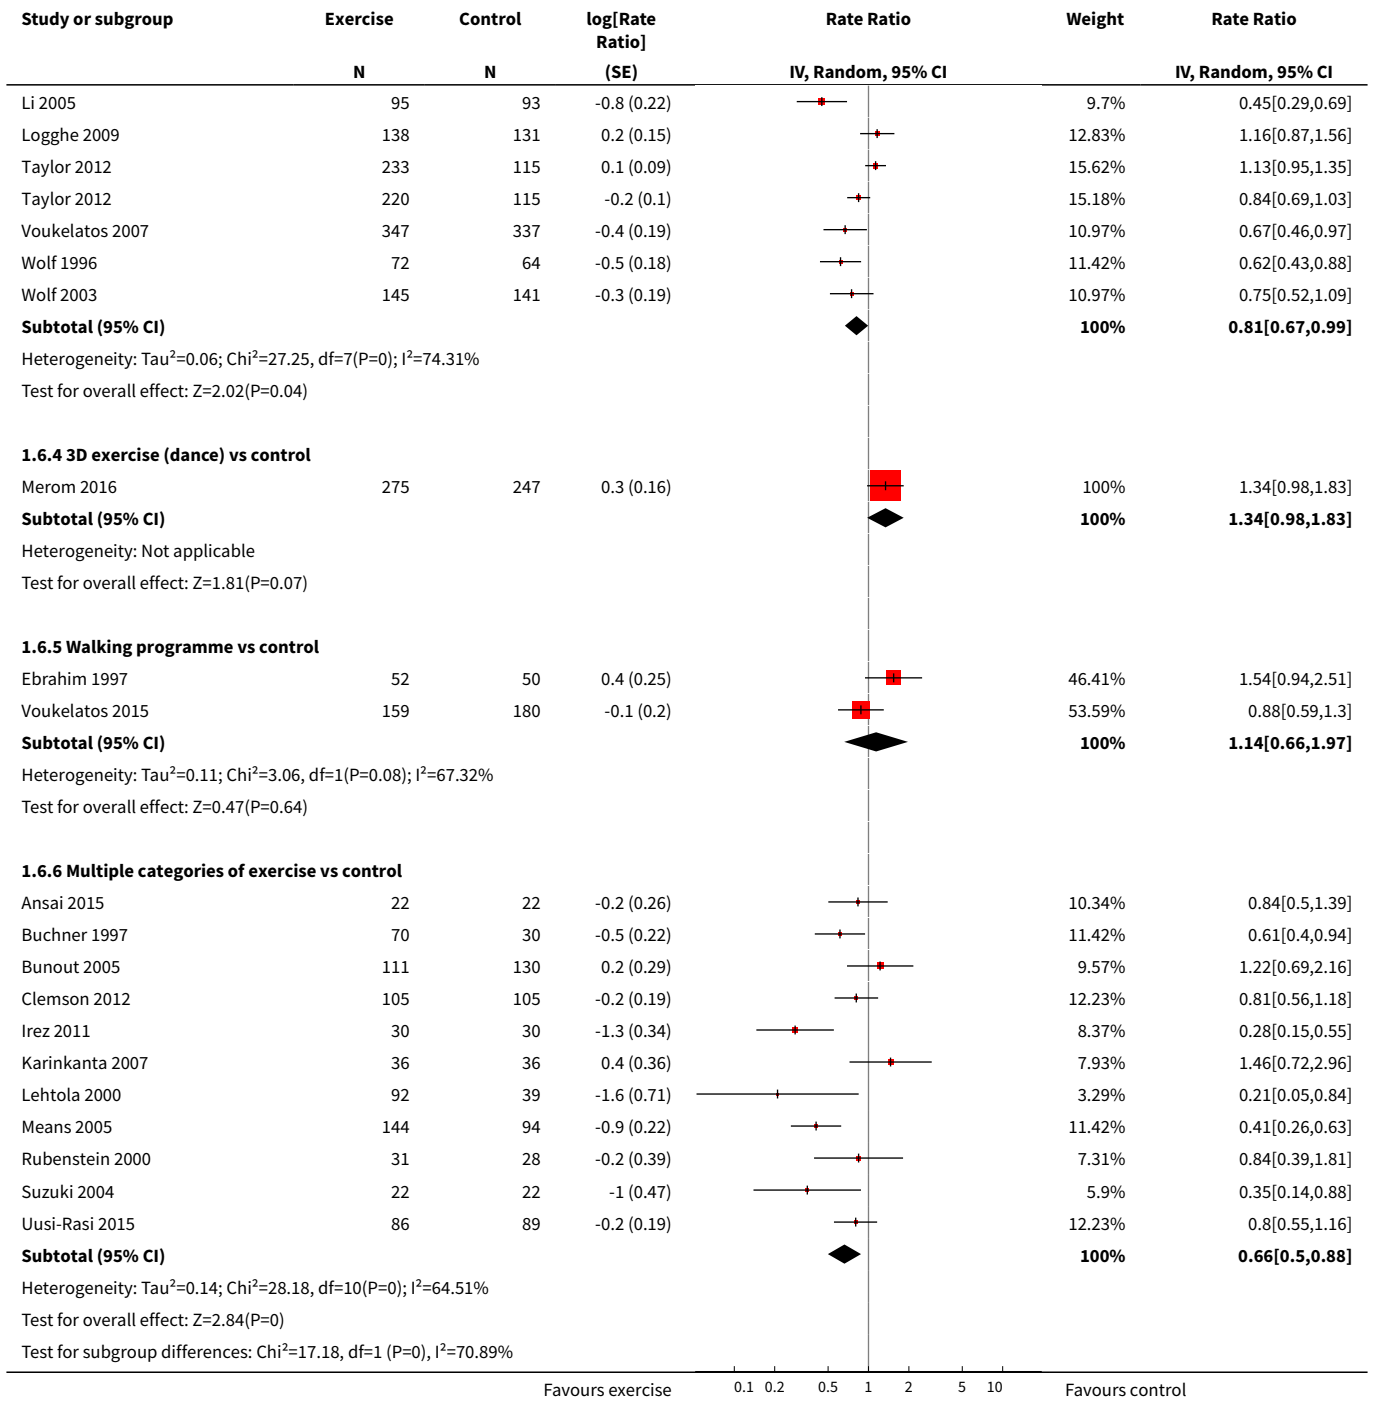 Study or subgroup Exercise Control log[Rate Ratio] Rate Ratio Weight Rate Ratio
N N (SE) IV, Random, 95% CI IV, Random, 95% CI
Li 2005 95 93 -0.8 (0.22) 9.7% 0.45[0.29,0.69]
Logghe 2009 138 131 0.2 (0.15) 12.83% 1.16[0.87,1.56]
Taylor 2012 233 115 0.1 (0.09) 15.62% 1.13[0.95,1.35]
Taylor 2012 220 115 -0.2 (0.1) 15.18% 0.84[0.69,1.03]
Voukelatos 2007 347 337 -0.4 (0.19) 10.97% 0.67[0.46,0.97]
Wolf 1996 72 64 -0.5 (0.18) 11.42% 0.62[0.43,0.88]
Wolf 2003 145 141 -0.3 (0.19) 10.97% 0.75[0.52,1.09]
Subtotal (95% CI) 100% 0.81[0.67,0.99]
Heterogeneity: Tau²=0.06; Chi²=27.25, df=7(P=0); I²=74.31%
Test for overall effect: Z=2.02(P=0.04)
1.6.4 3D exercise (dance) vs control
Merom 2016 275 247 0.3 (0.16) 100% 1.34[0.98,1.83]
Subtotal (95% CI) 100% 1.34[0.98,1.83]
Heterogeneity: Not applicable
Test for overall effect: Z=1.81(P=0.07)
1.6.5 Walking programme vs control
Ebrahim 1997 52 50 0.4 (0.25) 46.41% 1.54[0.94,2.51]
Voukelatos 2015 159 180 -0.1 (0.2) 53.59% 0.88[0.59,1.3]
Subtotal (95% CI) 100% 1.14[0.66,1.97]
Heterogeneity: Tau²=0.11; Chi²=3.06, df=1(P=0.08); I²=67.32%
Test for overall effect: Z=0.47(P=0.64)
1.6.6 Multiple categories of exercise vs control
Ansai 2015 22 22 -0.2 (0.26) 10.34% 0.84[0.5,1.39]
Buchner 1997 70 30 -0.5 (0.22) 11.42% 0.61[0.4,0.94]
Bunout 2005 111 130 0.2 (0.29) 9.57% 1.22[0.69,2.16]
Clemson 2012 105 105 -0.2 (0.19) 12.23% 0.81[0.56,1.18]
Irez 2011 30 30 -1.3 (0.34) 8.37% 0.28[0.15,0.55]
Karinkanta 2007 36 36 0.4 (0.36) 7.93% 1.46[0.72,2.96]
Lehtola 2000 92 39 -1.6 (0.71) 3.29% 0.21[0.05,0.84]
Means 2005 144 94 -0.9 (0.22) 11.42% 0.41[0.26,0.63]
Rubenstein 2000 31 28 -0.2 (0.39) 7.31% 0.84[0.39,1.81]
Suzuki 2004 22 22 -1 (0.47) 5.9% 0.35[0.14,0.88]
Uusi-Rasi 2015 86 89 -0.2 (0.19) 12.23% 0.8[0.55,1.16]
Subtotal (95% CI) 100% 0.66[0.5,0.88]
Heterogeneity: Tau²=0.14; Chi²=28.18, df=10(P=0); I²=64.51%
Test for overall effect: Z=2.84(P=0)
Test for subgroup differences: Chi²=17.18, df=1 (P=0), I²=70.89%
Favours exercise 0.1 0.2 0.5 1 2 5 10 Favours control